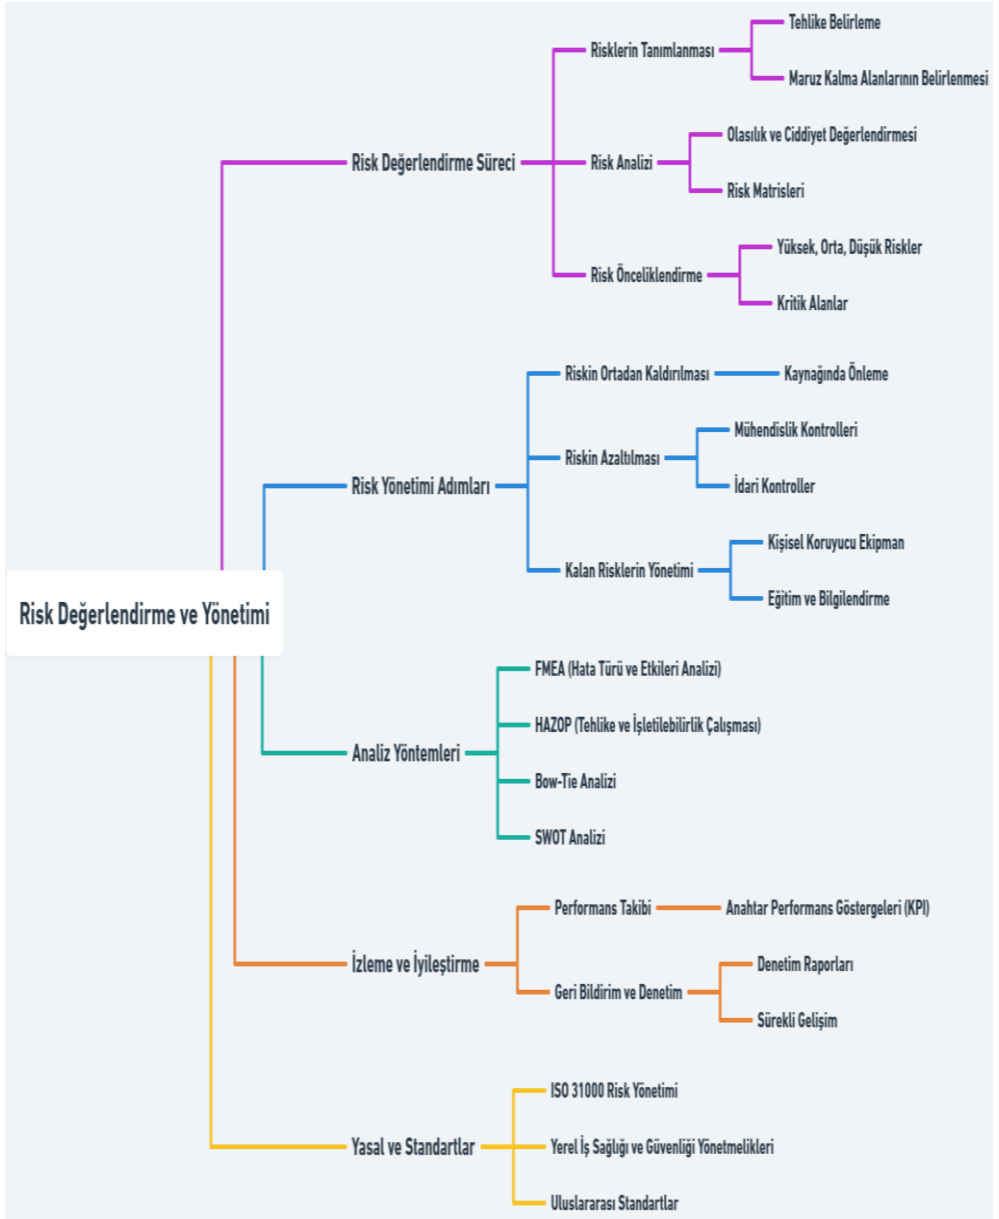 Risk Değerlendirme ve Yönetimi
Risk Değerlendirme Süreci
Risklerin Tanımlanması
Tehlike Belirleme
Maruz Kalma Alanlarının Belirlenmesi
Risk Analizi
Olasılık ve Ciddiyet Değerlendirmesi
Risk Matrisleri
Risk Önceliklendirme
Yüksek, Orta, Düşük Riskler
Kritik Alanlar
Risk Yönetimi Adımları
Riskin Ortadan Kaldırılması
Kaynağında Önleme
Riskin Azaltılması
Mühendislik Kontrolleri
İdari Kontroller
Kalan Risklerin Yönetimi
Kişisel Koruyucu Ekipman
Eğitim ve Bilgilendirme
Analiz Yöntemleri
FMEA (Hata Türü ve Etkileri Analizi)
HAZOP (Tehlike ve İşletilebilirlik Çalışması)
Bow-Tie Analizi
SWOT Analizi
İzleme ve İyileştirme
Performans Takibi
Anahtar Performans Göstergeleri (KPI)
Geri Bildirim ve Denetim
Denetim Raporları
Sürekli Gelişim
Yasal ve Standartlar
ISO 31000 Risk Yönetimi
Yerel İş Sağlığı ve Güvenliği Yönetmelikleri
Uluslararası Standartlar